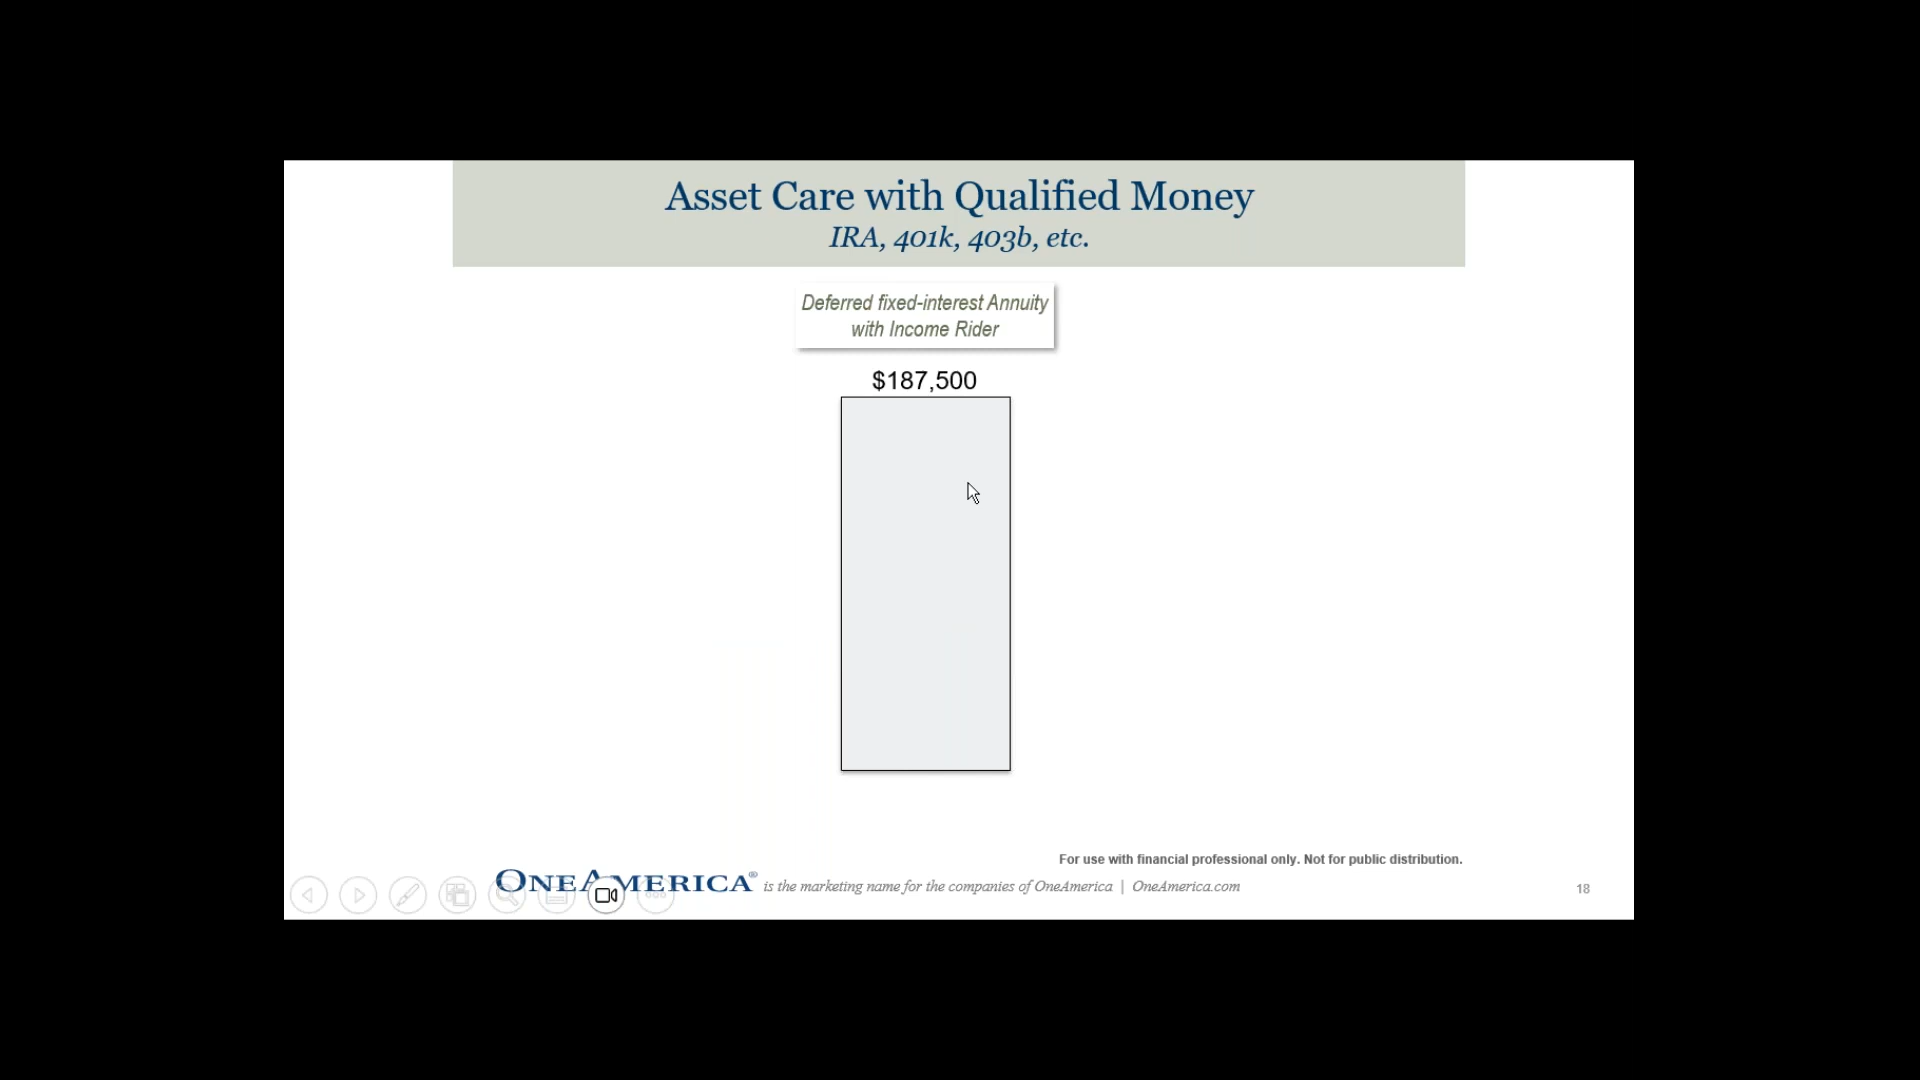 Asset Care with Qualified Money
IRA, 401k, 403b, etc.
Deferred fixed-interest Annuity
with Income Rider
$187,500
For use with financial professional only. Not for public distribution.
ONEAMERICA® is the marketing name for the companies of OneAmerica | OneAmerica.com
18